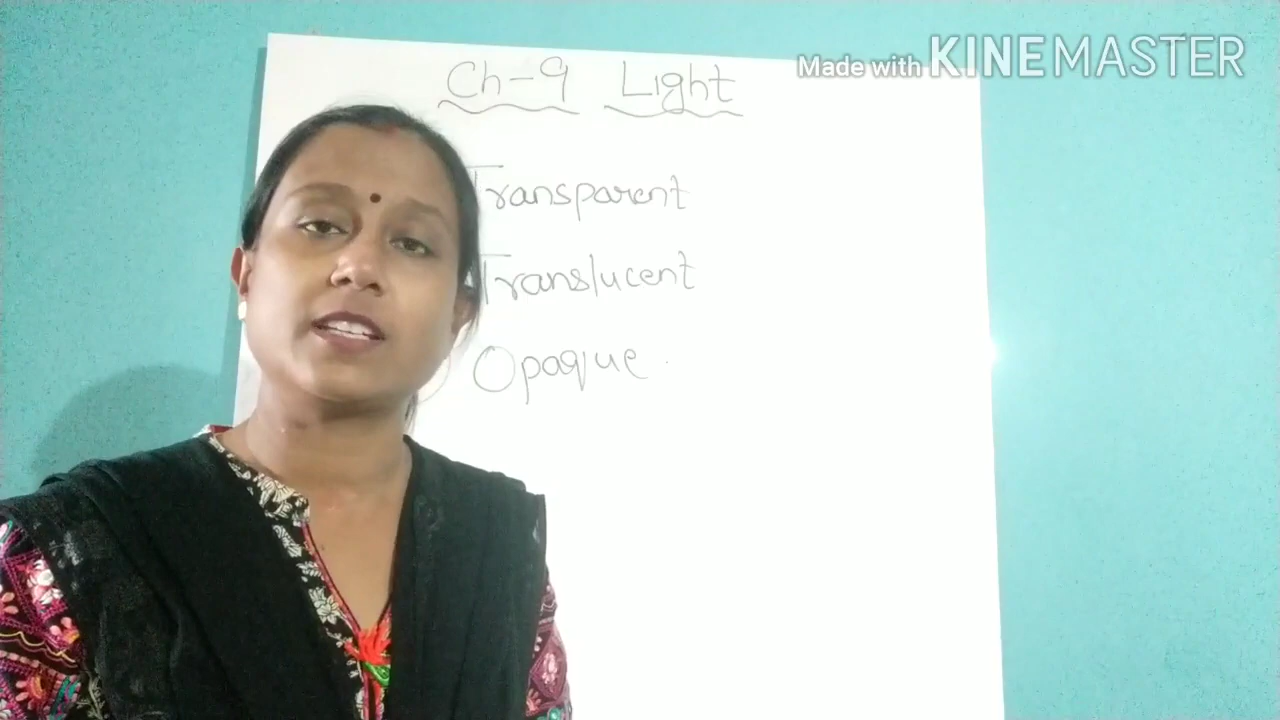 Made with KINEMASTER
Ch-9 Light
Transparent
Translucent
Opaque.